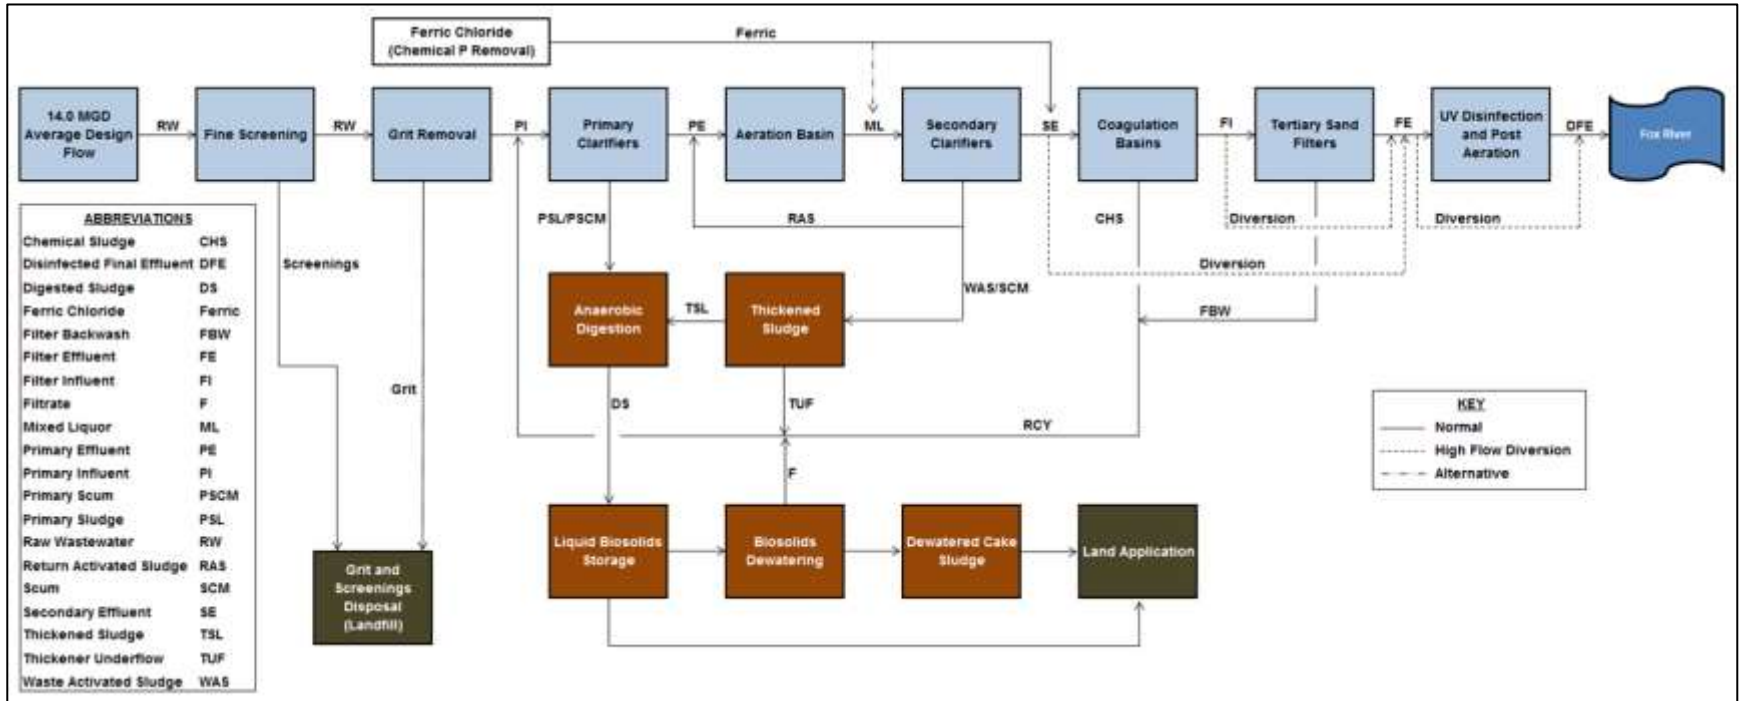 Ferric Chloride
(Chemical P Removal)
Ferric
14.0 MGD
Average Design
Flow
RW
Fine Screening
RW
Grit Removal
PI
Primary
Clarifiers
PE
Aeration Basin
ML
Secondary
Clarifiers
SE
Coagulation
Basins
FI
Tertiary Sand
Filters
FE
UV Disinfection
and Post
Aeration
DFE
Fox River
PSL/PSCM
RAS
CHS
Diversion
Diversion
Screenings
Diversion
WAS/SCM
Anaerobic
Digestion
TSL
Thickened
Sludge
FBW
Grit
DS
TUF
RCY
F
Liquid Biosolids
Storage
Biosolids
Dewatering
Dewatered Cake
Sludge
Land Application
Grit and
Screenings
Disposal
(Landfill)
ABBREVIATIONS
Chemical Sludge CHS
Disinfected Final Effluent DFE
Digested Sludge DS
Ferric Chloride Ferric
Filter Backwash FBW
Filter Effluent FE
Filter Influent FI
Filtrate F
Mixed Liquor ML
Primary Effluent PE
Primary Influent PI
Primary Scum PSCM
Primary Sludge PSL
Raw Wastewater RW
Return Activated Sludge RAS
Scum SCM
Secondary Effluent SE
Thickened Sludge TSL
Thickener Underflow TUF
Waste Activated Sludge WAS
KEY
Normal
High Flow Diversion
Alternative